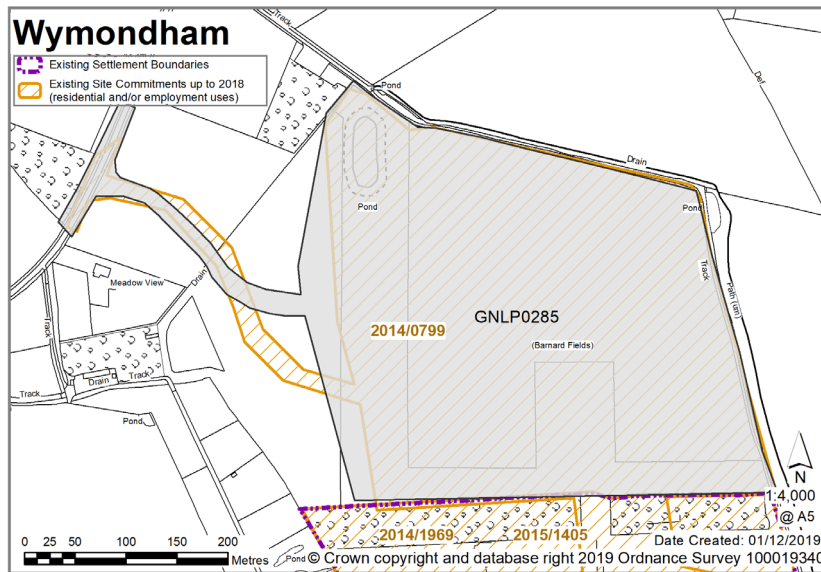 Wymondham
Existing Settlement Boundaries
Existing Site Commitments up to 2018
(residential and/or employment uses)
Track
Pond
Def
Drain
Pond
Pond
Track
Path (um)
Drain
Meadow View
Track
2014/0799
GNLP0285
(Barnard Fields)
Drain
Track
Track
Pond
N
1:4,000
@ A5
2014/1969
2015/1405
Date Created: 01/12/2019
0 25 50 100 150 200
Metres
Pond
© Crown copyright and database right 2019 Ordnance Survey 100019340